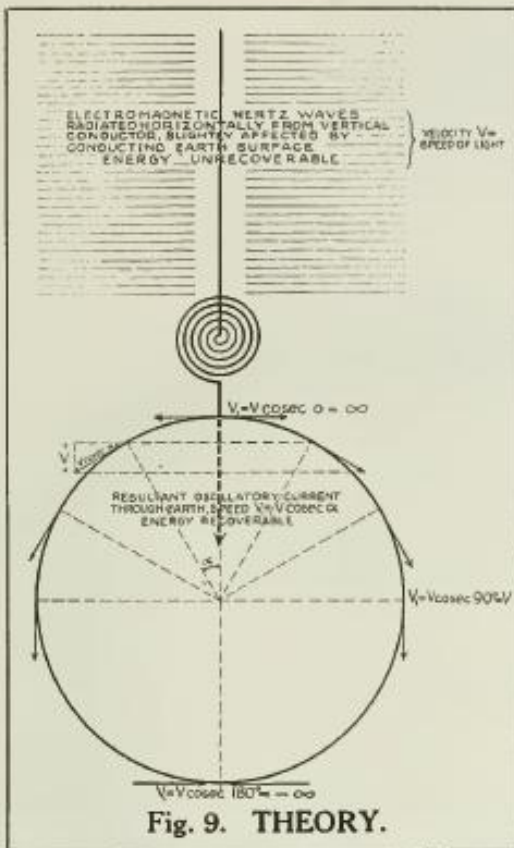 ELECTROMAGNETIC HERTZ WAVES
RADIATED HORIZONTALLY FROM VERTICAL
CONDUCTOR, SLIGHTLY AFFECTED BY
CONDUCTING EARTH SURFACE
ENERGY UNRECOVERABLE
VELOCITY V=
SPEED OF LIGHT
V₁=V cosec 0=∞
V
V cosec α
RESULTANT OSCILLATORY CURRENT
THROUGH EARTH, SPEED V₁=V COSEC α
ENERGY RECOVERABLE
α
V₁=V cosec 90°=V
V₁=V cosec 180°=-∞
Fig. 9. THEORY.